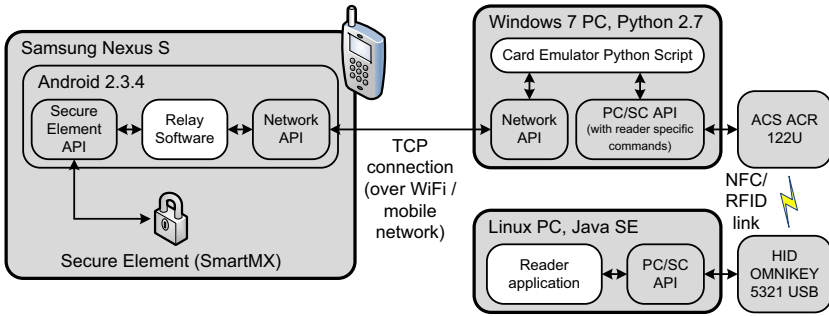 Samsung Nexus S
Android 2.3.4
Secure
Element
API
Relay
Software
Network
API
Secure Element (SmartMX)
TCP
connection
(over WiFi /
mobile
network)
Windows 7 PC, Python 2.7
Card Emulator Python Script
Network
API
PC/SC API
(with reader specific
commands)
ACS ACR
122U
NFC/
RFID
link
Linux PC, Java SE
Reader
application
PC/SC
API
HID
OMNIKEY
5321 USB